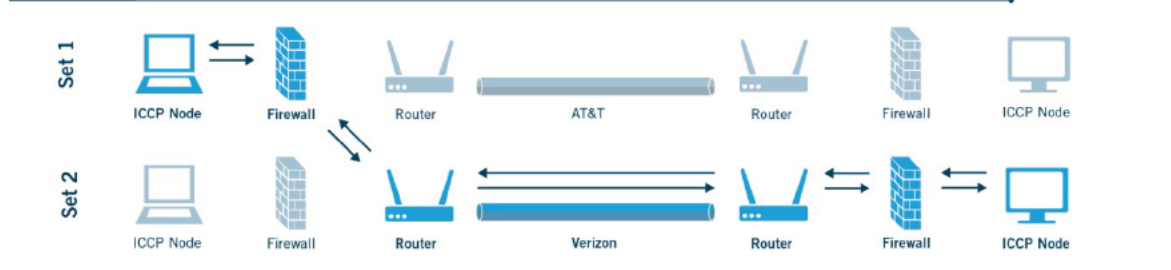 Set 1
ICCP Node Firewall Router AT&T Router Firewall ICCP Node
Set 2
ICCP Node Firewall Router Verizon Router Firewall ICCP Node